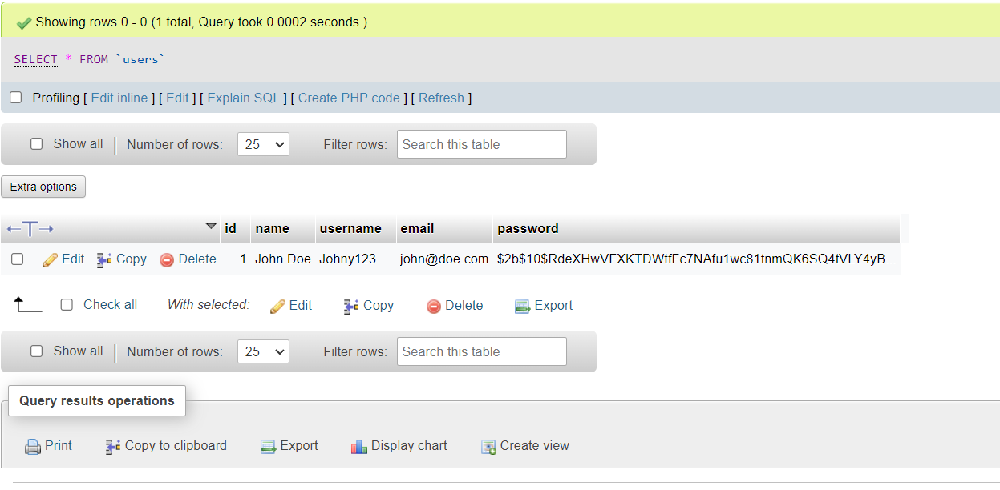 Showing rows 0 - 0 (1 total, Query took 0.0002 seconds.)
SELECT * FROM `users`
Profiling [ Edit inline ] [ Edit ] [ Explain SQL ] [ Create PHP code ] [ Refresh ]
Show all Number of rows: 25 Filter rows: Search this table
Extra options
id name username email password
Edit Copy Delete 1 John Doe Johny123 john@doe.com $2b$10$RdeXHwVFXKTDWtfFc7NAfu1wc81tnmQK6SQ4tVLY4yB...
Check all With selected: Edit Copy Delete Export
Show all Number of rows: 25 Filter rows: Search this table
Query results operations
Print Copy to clipboard Export Display chart Create view